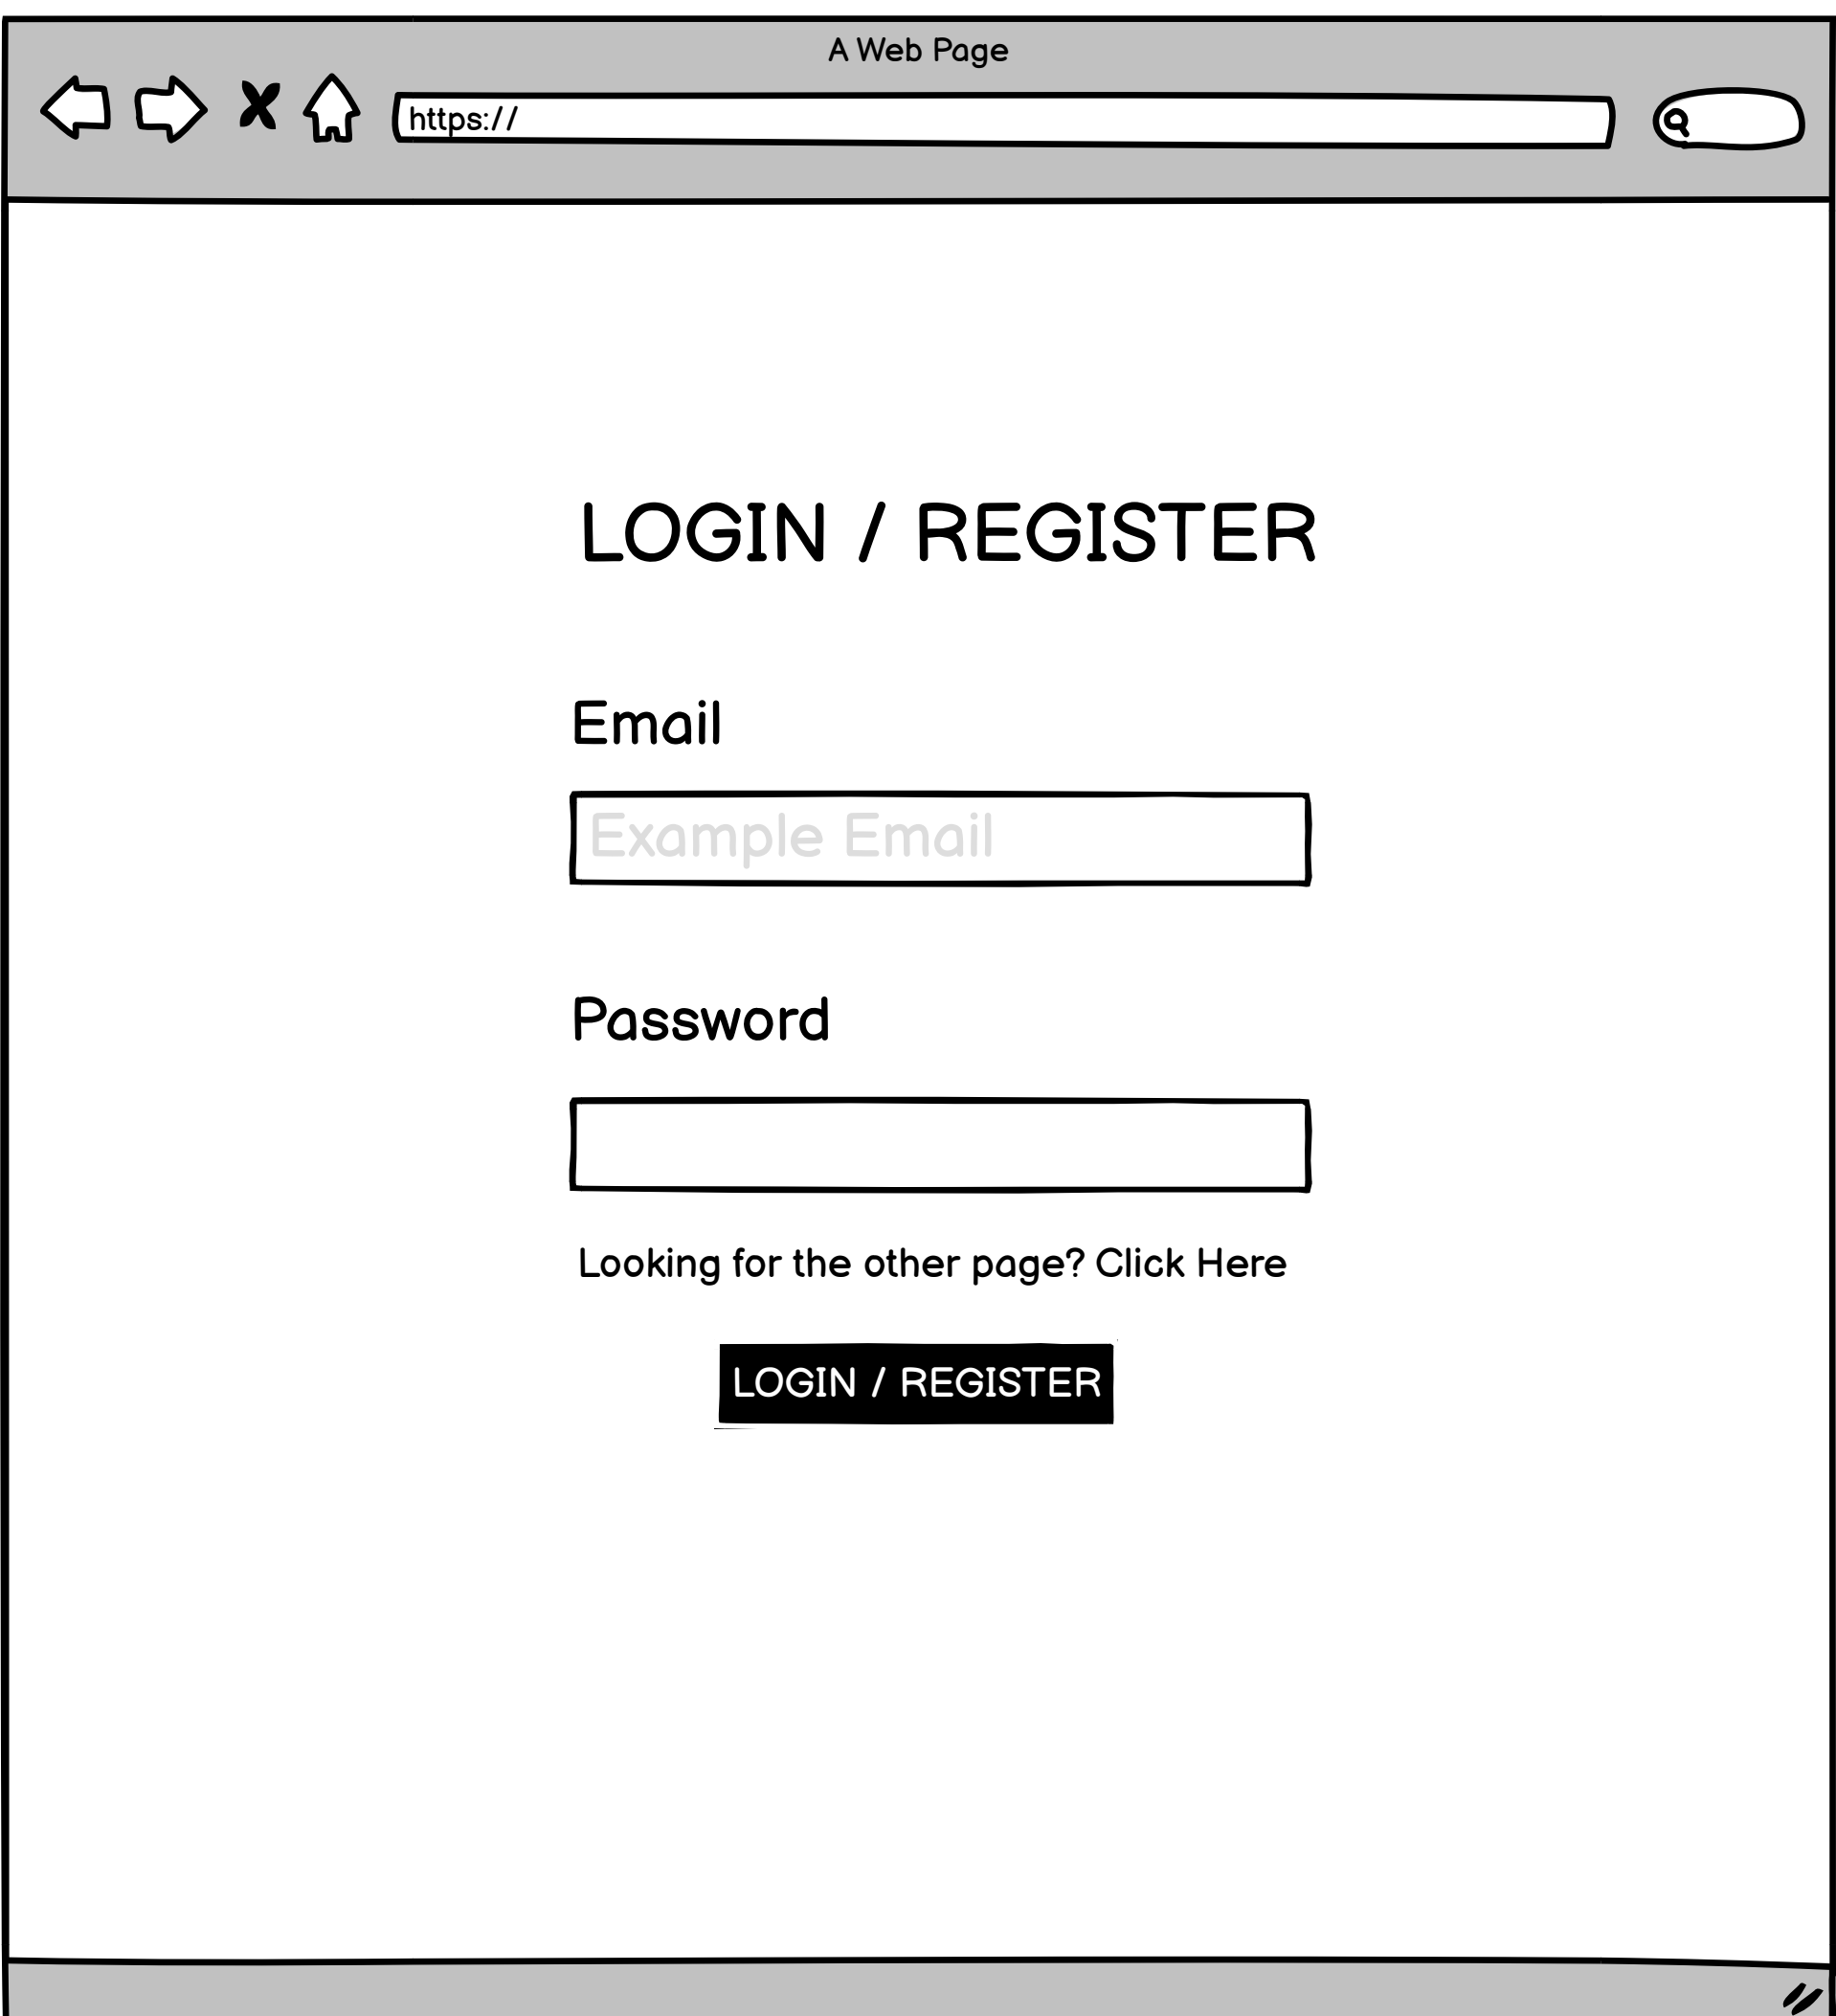 A Web Page
https://
LOGIN / REGISTER
Email
Example Email
Password
Looking for the other page? Click Here
LOGIN / REGISTER